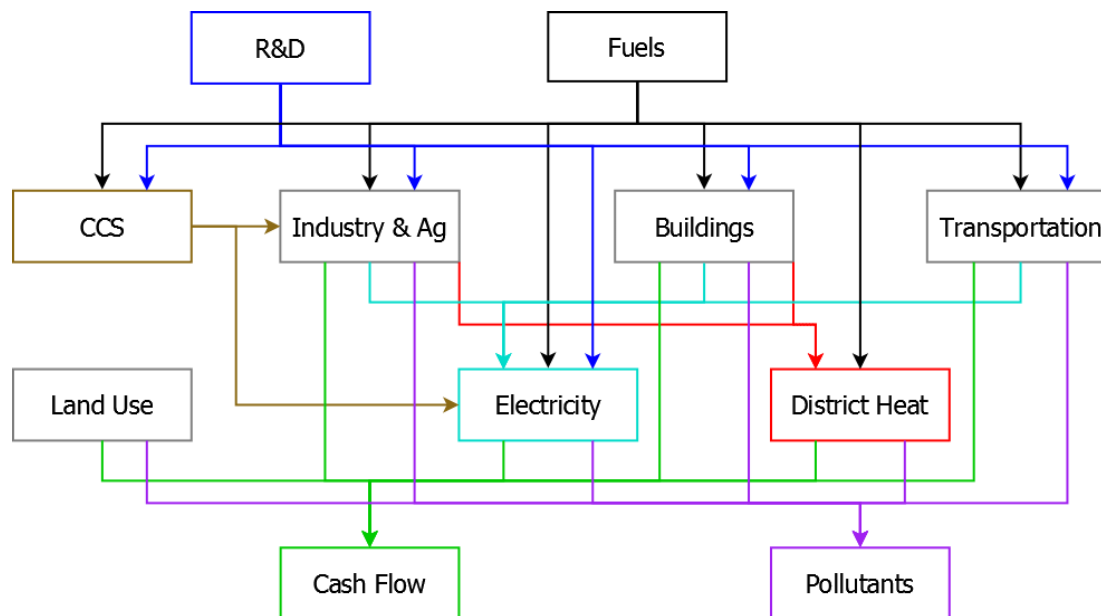 R&D
Fuels
CCS
Industry & Ag
Buildings
Transportation
Land Use
Electricity
District Heat
Cash Flow
Pollutants